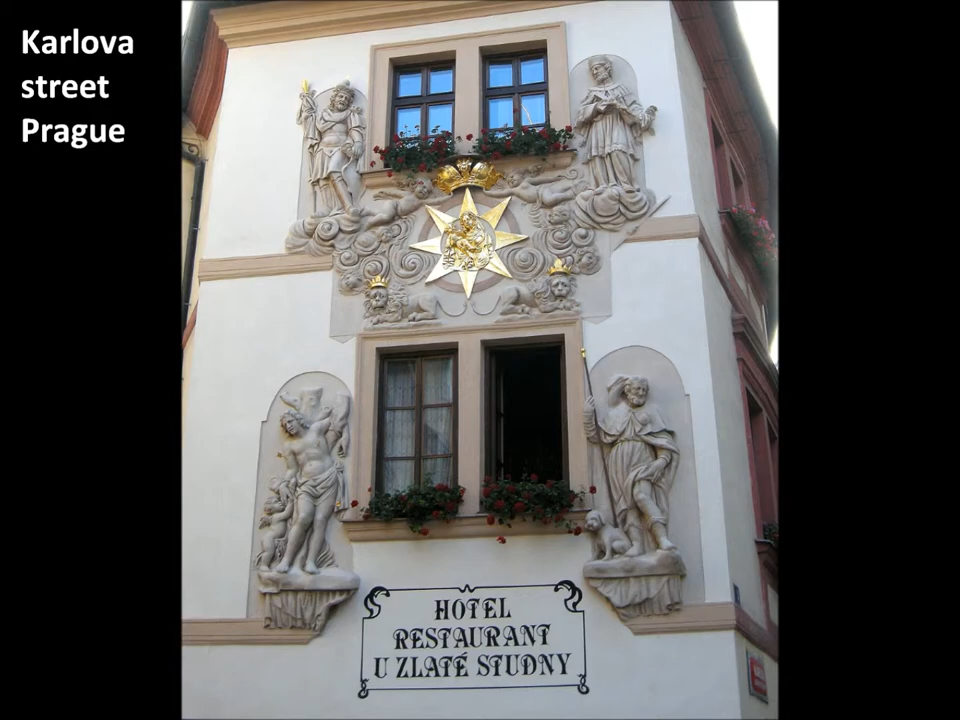 Karlova
street
Prague
HOTEL
RESTAURANT
U ZLATÉ STUDNY